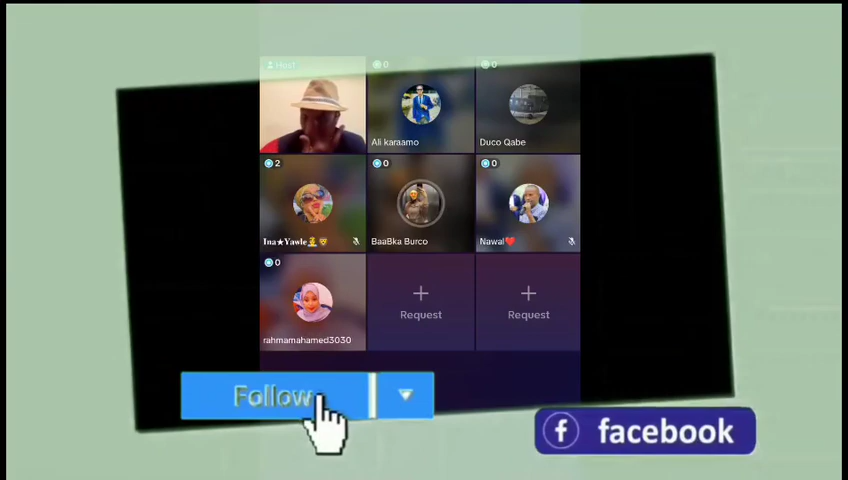 Host
0
0
Ali karaamo
Duco Qabe
2
0
0
Ina★Yawle
BaaBka Burco
Nawal❤️
0
rahmamahamed3030
Request
Request
Follow
facebook